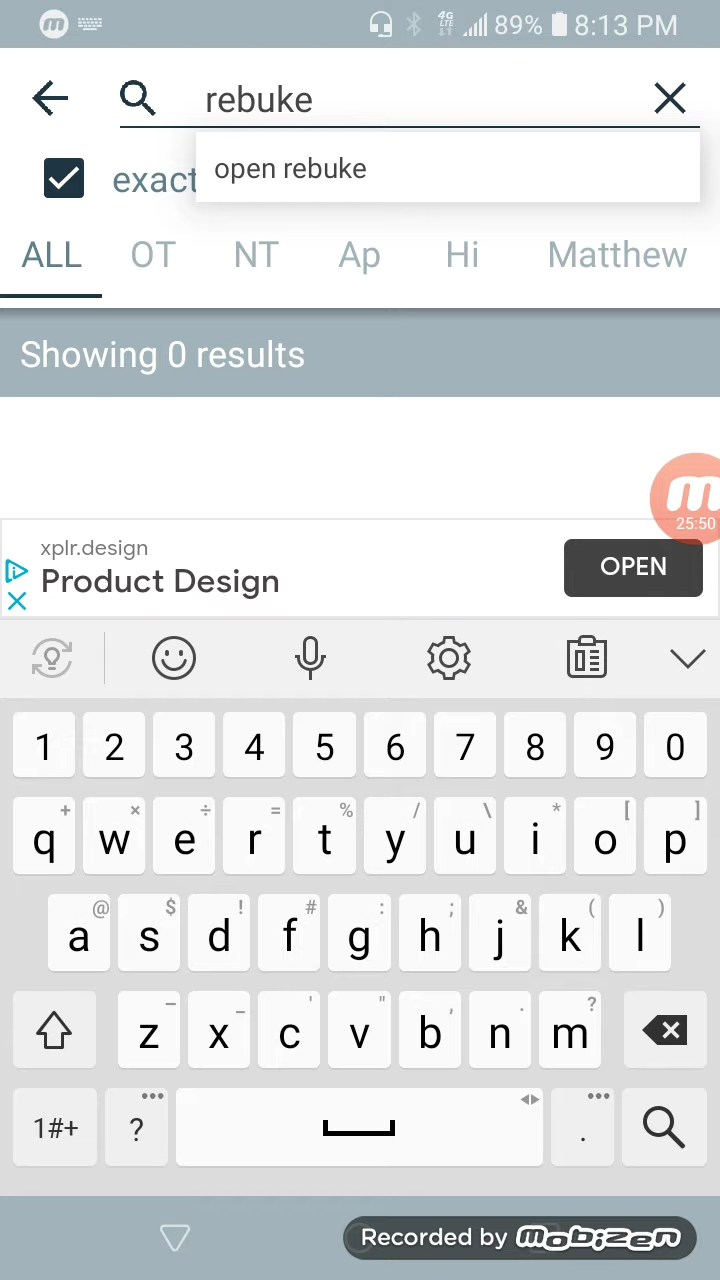 4G LTE 89% 8:13 PM
rebuke
open rebuke
exact
ALL OT NT Ap Hi Matthew
Showing 0 results
25:50
xplr.design
Product Design
OPEN
1 2 3 4 5 6 7 8 9 0
+ × ÷ = % / \ * [ ]
q w e r t y u i o p
@ $ ! # : ; & ( )
a s d f g h j k l
– _ ' " , . ?
z x c v b n m
1#+ ? .
Recorded by mobizen